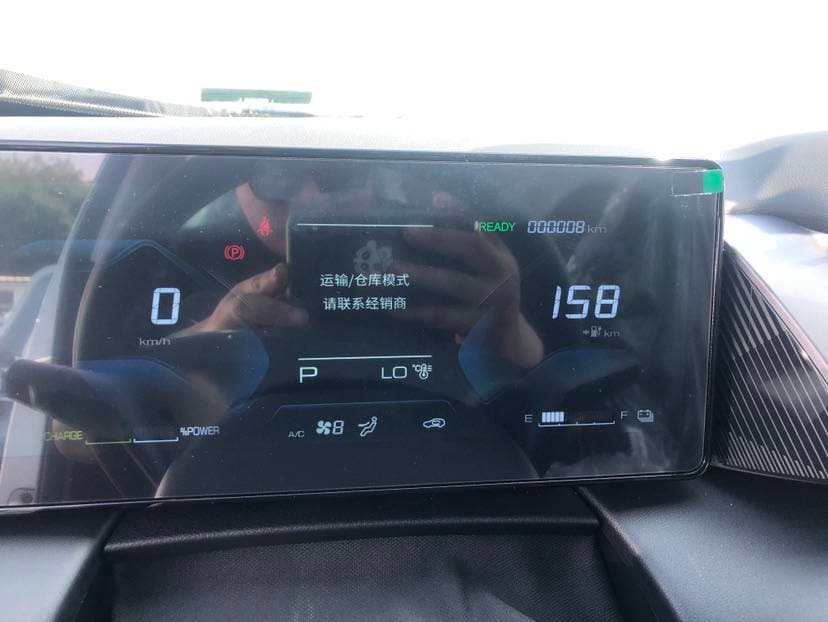 READY 000008 km
运输/仓库模式
请联系经销商
0
km/h
158
km
P
LO ℃
CHARGE
%POWER
A/C 8
E F